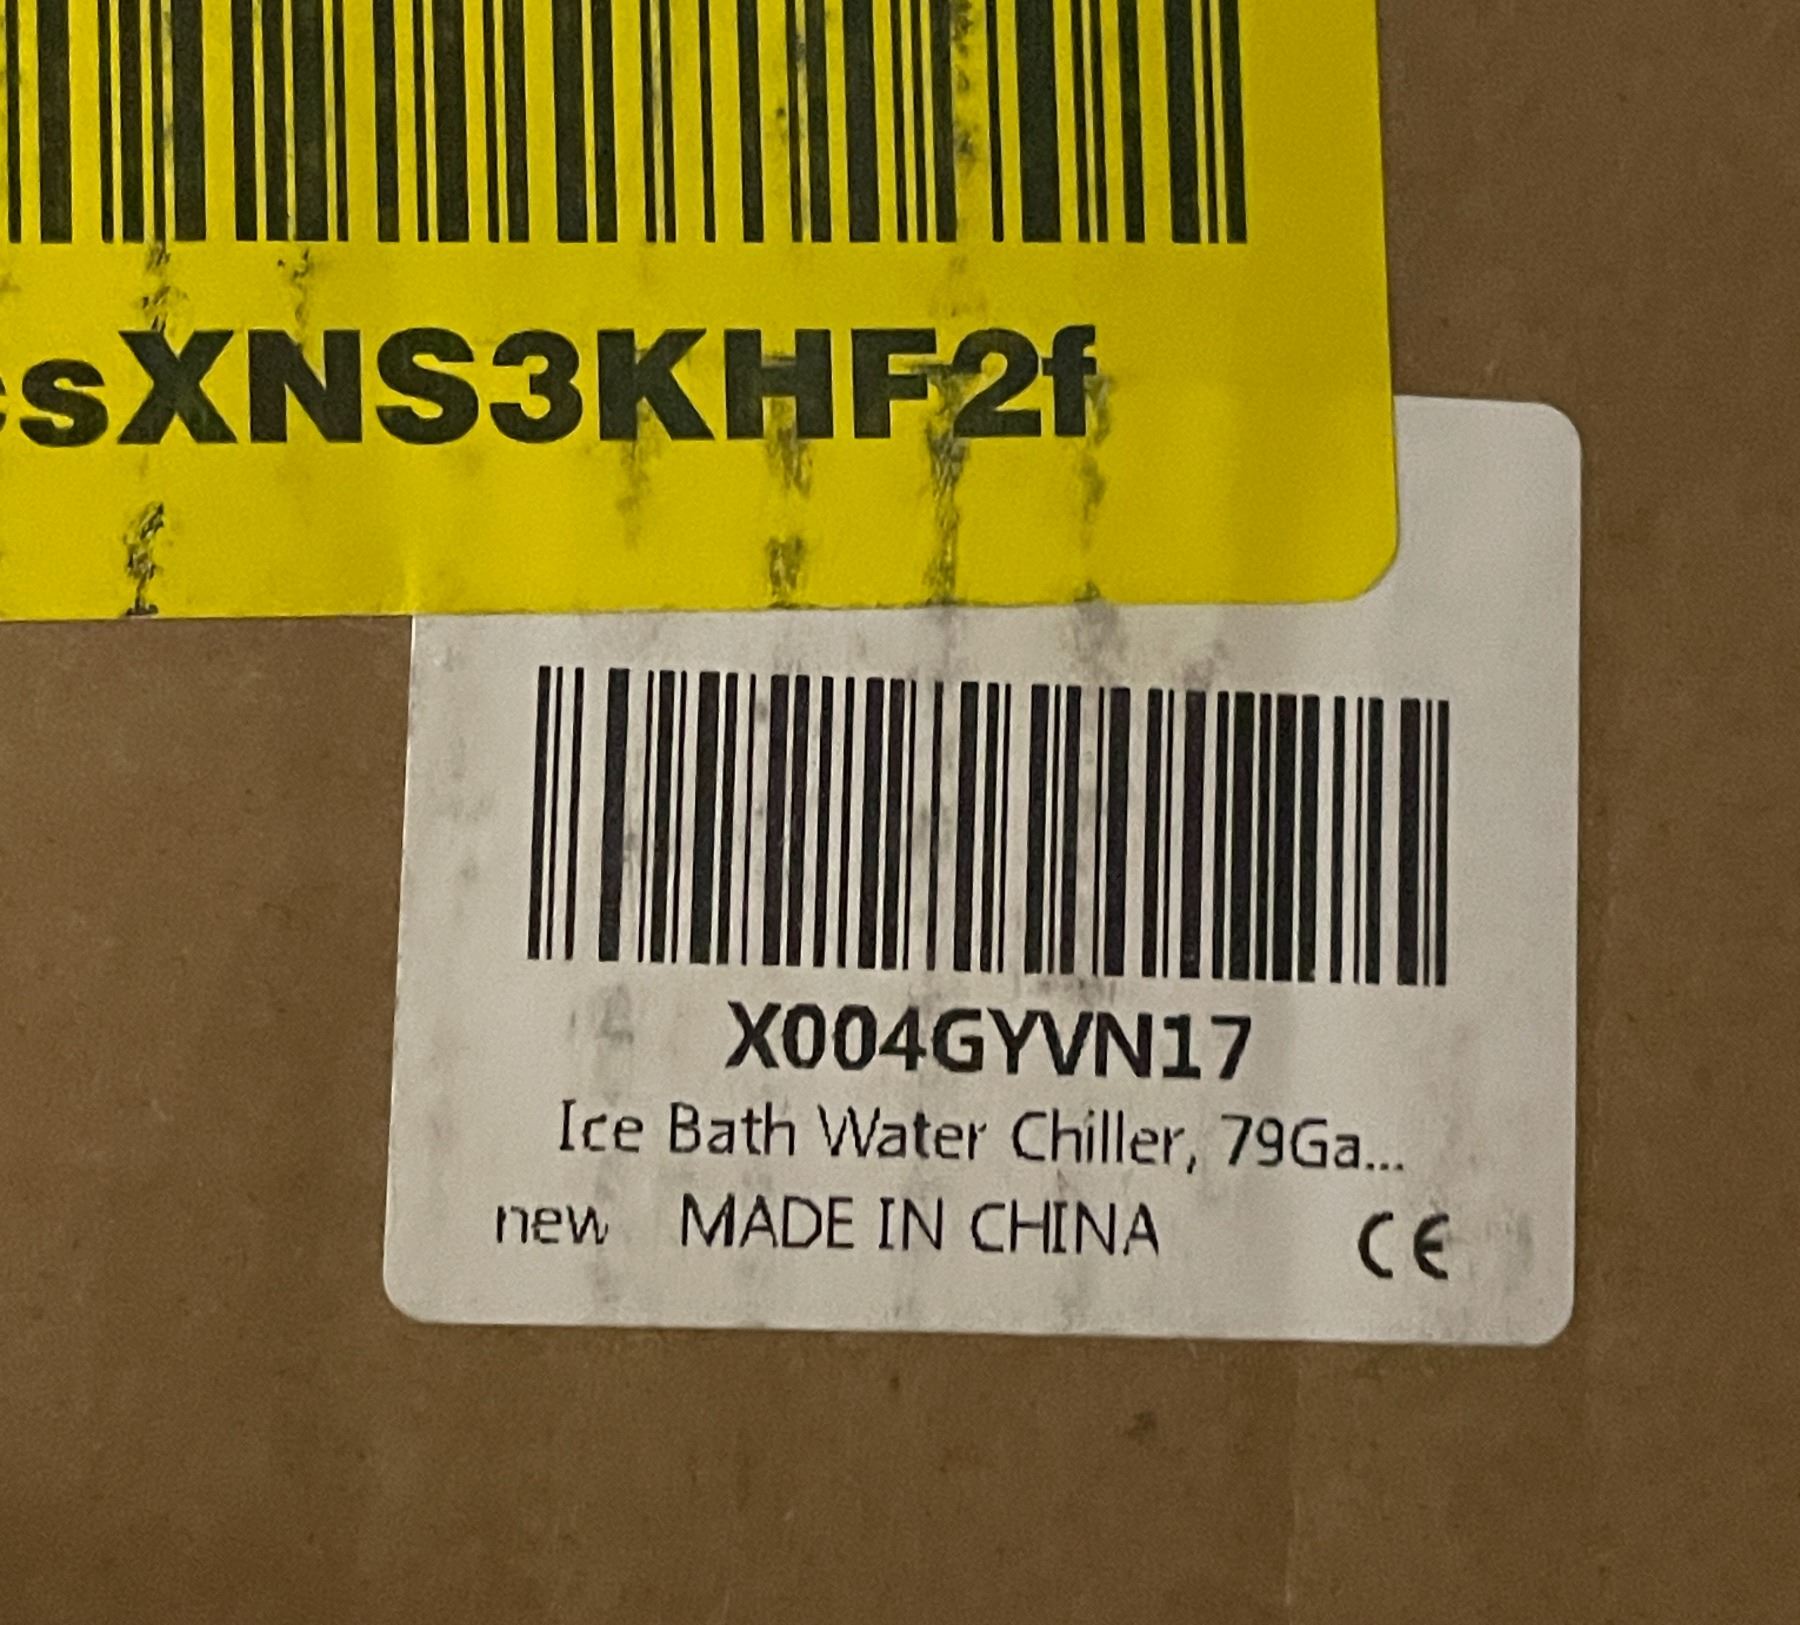 csXNS3KHF2f
X004GYVN17
Ice Bath Water Chiller, 79Ga...
new MADE IN CHINA CE